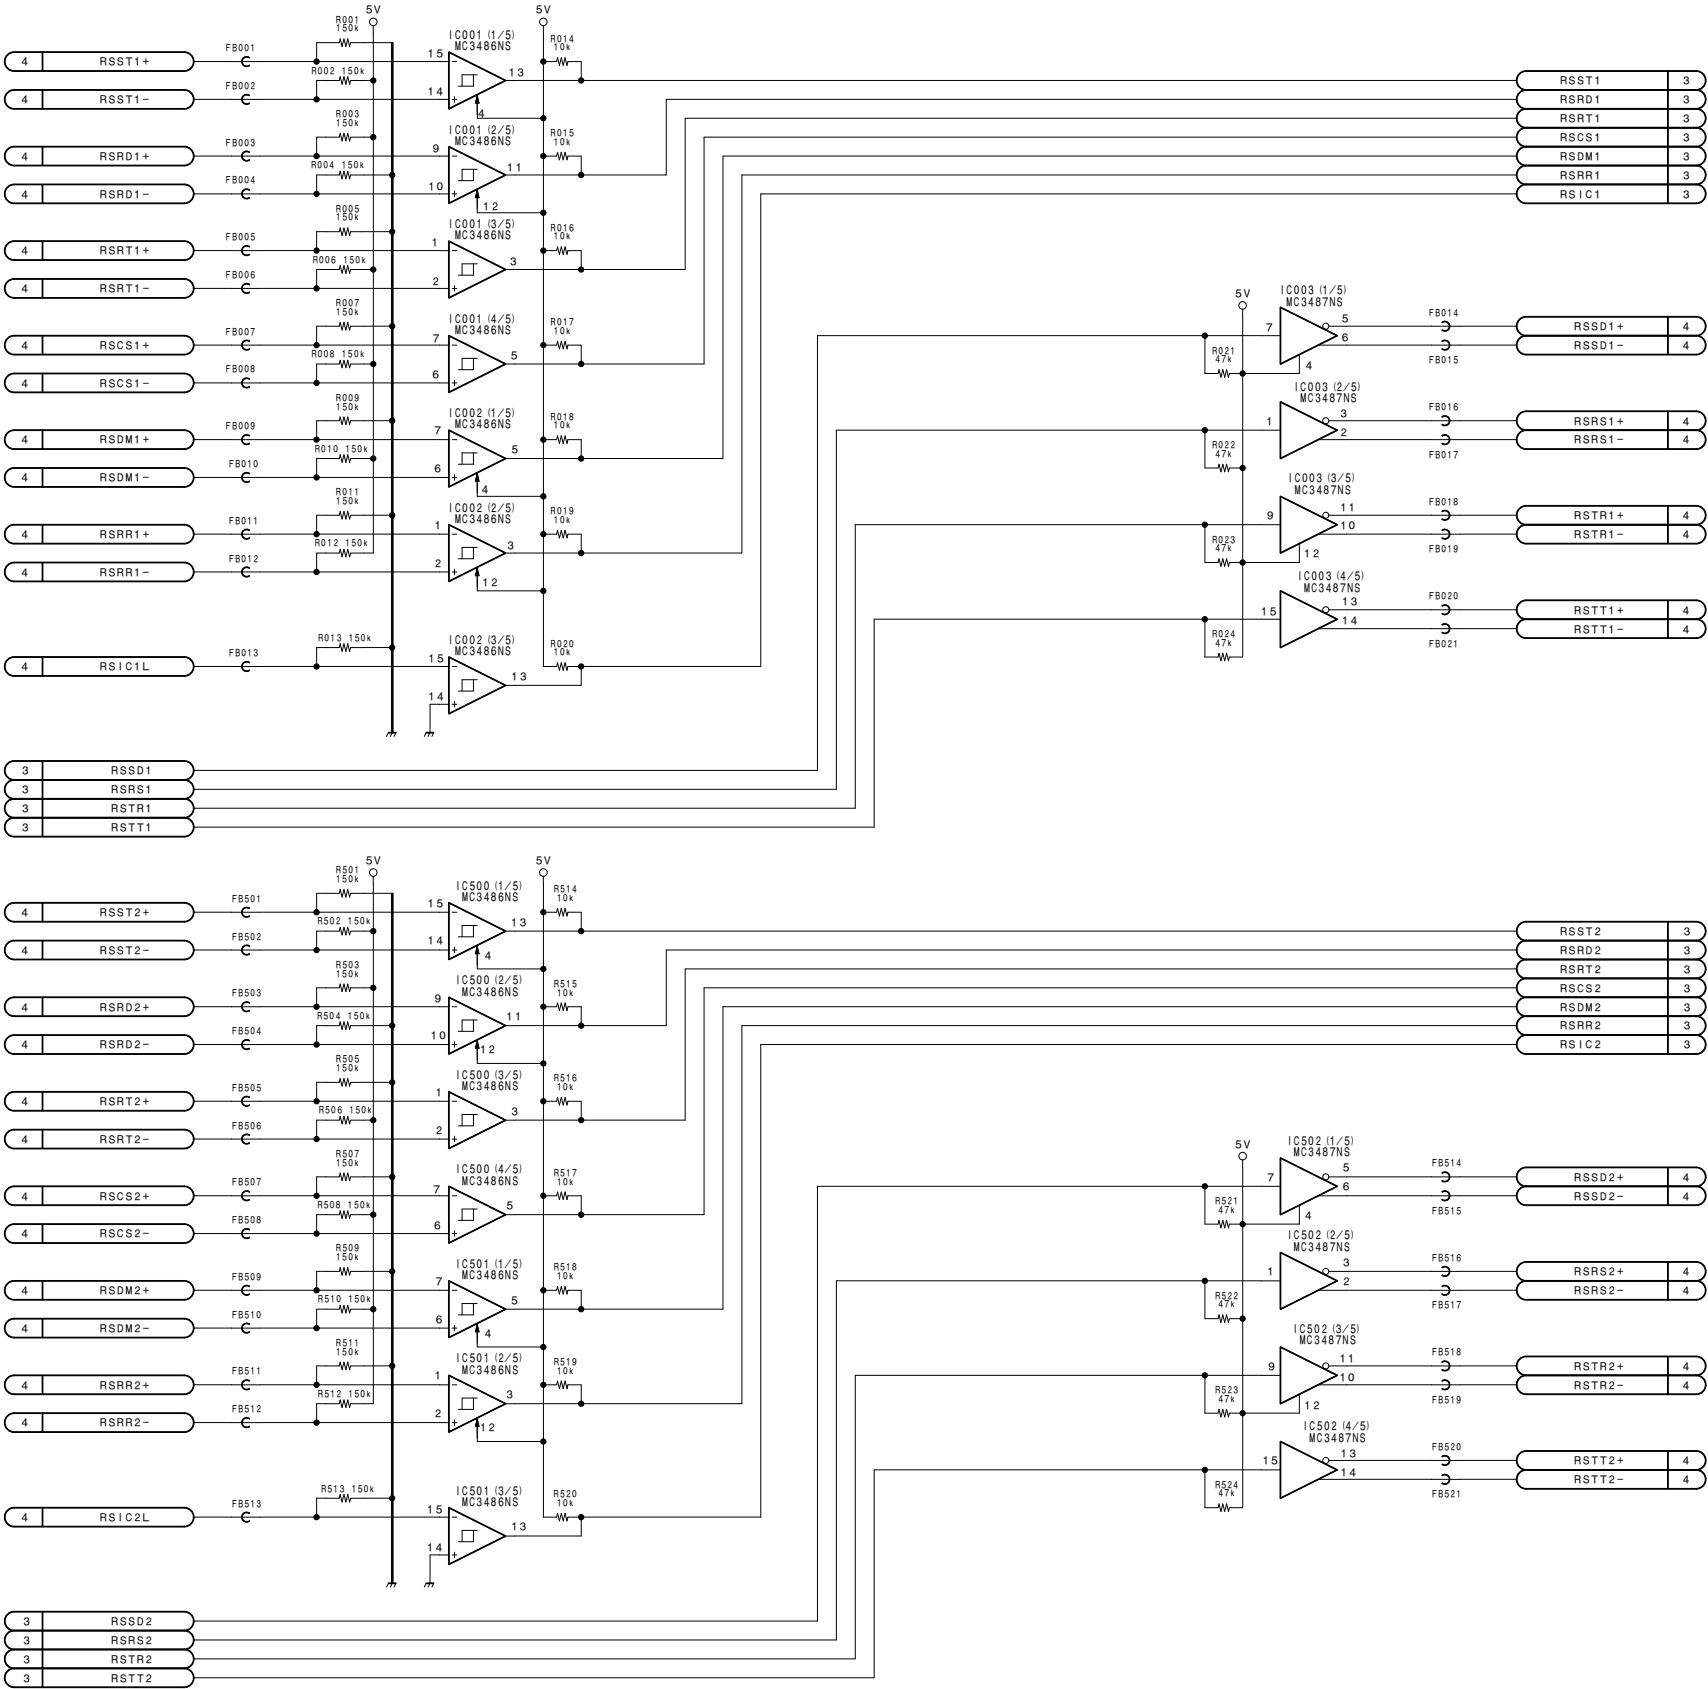 5V
5V
R001
150k
IC001 (1/5)
MC3486NS
R014
10k
FB001
4 RSST1+
15
13
R002 150k
FB002
4 RSST1-
14
4
RSST1 3
RSRD1 3
RSRT1 3
RSCS1 3
RSDM1 3
RSRR1 3
RSIC1 3
R003
150k
IC001 (2/5)
MC3486NS
R015
10k
FB003
4 RSRD1+
9
11
R004 150k
FB004
4 RSRD1-
10
12
R005
150k
IC001 (3/5)
MC3486NS
R016
10k
FB005
4 RSRT1+
1
3
R006 150k
FB006
4 RSRT1-
2
R007
150k
IC001 (4/5)
MC3486NS
R017
10k
FB007
4 RSCS1+
7
5
R008 150k
FB008
4 RSCS1-
6
5V
IC003 (1/5)
MC3487NS
7
5
6
4
R021
47k
FB014
FB015
RSSD1+ 4
RSSD1- 4
R009
150k
IC002 (1/5)
MC3486NS
R018
10k
FB009
4 RSDM1+
7
5
R010 150k
FB010
4 RSDM1-
6
4
IC003 (2/5)
MC3487NS
1
3
2
R022
47k
FB016
FB017
RSRS1+ 4
RSRS1- 4
R011
150k
IC002 (2/5)
MC3486NS
R019
10k
FB011
4 RSRR1+
1
3
R012 150k
FB012
4 RSRR1-
2
12
IC003 (3/5)
MC3487NS
9
11
10
12
R023
47k
FB018
FB019
RSTR1+ 4
RSTR1- 4
R013 150k
IC002 (3/5)
MC3486NS
R020
10k
FB013
4 RSIC1L
15
13
14
IC003 (4/5)
MC3487NS
15
13
14
R024
47k
FB020
FB021
RSTT1+ 4
RSTT1- 4
3 RSSD1
3 RSRS1
3 RSTR1
3 RSTT1
5V
5V
R501
150k
IC500 (1/5)
MC3486NS
R514
10k
FB501
4 RSST2+
15
13
R502 150k
FB502
4 RSST2-
14
4
RSST2 3
RSRD2 3
RSRT2 3
RSCS2 3
RSDM2 3
RSRR2 3
RSIC2 3
R503
150k
IC500 (2/5)
MC3486NS
R515
10k
FB503
4 RSRD2+
9
11
R504 150k
FB504
4 RSRD2-
10
12
R505
150k
IC500 (3/5)
MC3486NS
R516
10k
FB505
4 RSRT2+
1
3
R506 150k
FB506
4 RSRT2-
2
R507
150k
IC500 (4/5)
MC3486NS
R517
10k
FB507
4 RSCS2+
7
5
R508 150k
FB508
4 RSCS2-
6
5V
IC502 (1/5)
MC3487NS
7
5
6
4
R521
47k
FB514
FB515
RSSD2+ 4
RSSD2- 4
R509
150k
IC501 (1/5)
MC3486NS
R518
10k
FB509
4 RSDM2+
7
5
R510 150k
FB510
4 RSDM2-
6
4
IC502 (2/5)
MC3487NS
1
3
2
R522
47k
FB516
FB517
RSRS2+ 4
RSRS2- 4
R511
150k
IC501 (2/5)
MC3486NS
R519
10k
FB511
4 RSRR2+
1
3
R512 150k
FB512
4 RSRR2-
2
12
IC502 (3/5)
MC3487NS
9
11
10
12
R523
47k
FB518
FB519
RSTR2+ 4
RSTR2- 4
R513 150k
IC501 (3/5)
MC3486NS
R520
10k
FB513
4 RSIC2L
15
13
14
IC502 (4/5)
MC3487NS
15
13
14
R524
47k
FB520
FB521
RSTT2+ 4
RSTT2- 4
3 RSSD2
3 RSRS2
3 RSTR2
3 RSTT2